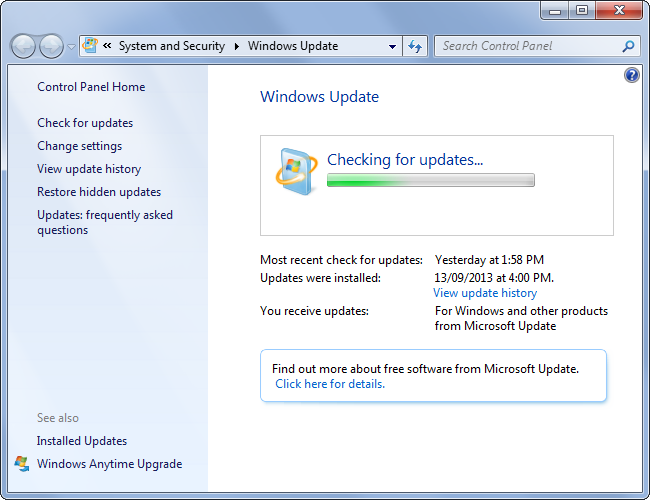 « System and Security ▸ Windows Update
Search Control Panel
Control Panel Home
Check for updates
Change settings
View update history
Restore hidden updates
Updates: frequently asked
questions
See also
Installed Updates
Windows Anytime Upgrade
Windows Update
Checking for updates...
Most recent check for updates: Yesterday at 1:58 PM
Updates were installed: 13/09/2013 at 4:00 PM.
View update history
You receive updates: For Windows and other products
from Microsoft Update
Find out more about free software from Microsoft Update.
Click here for details.